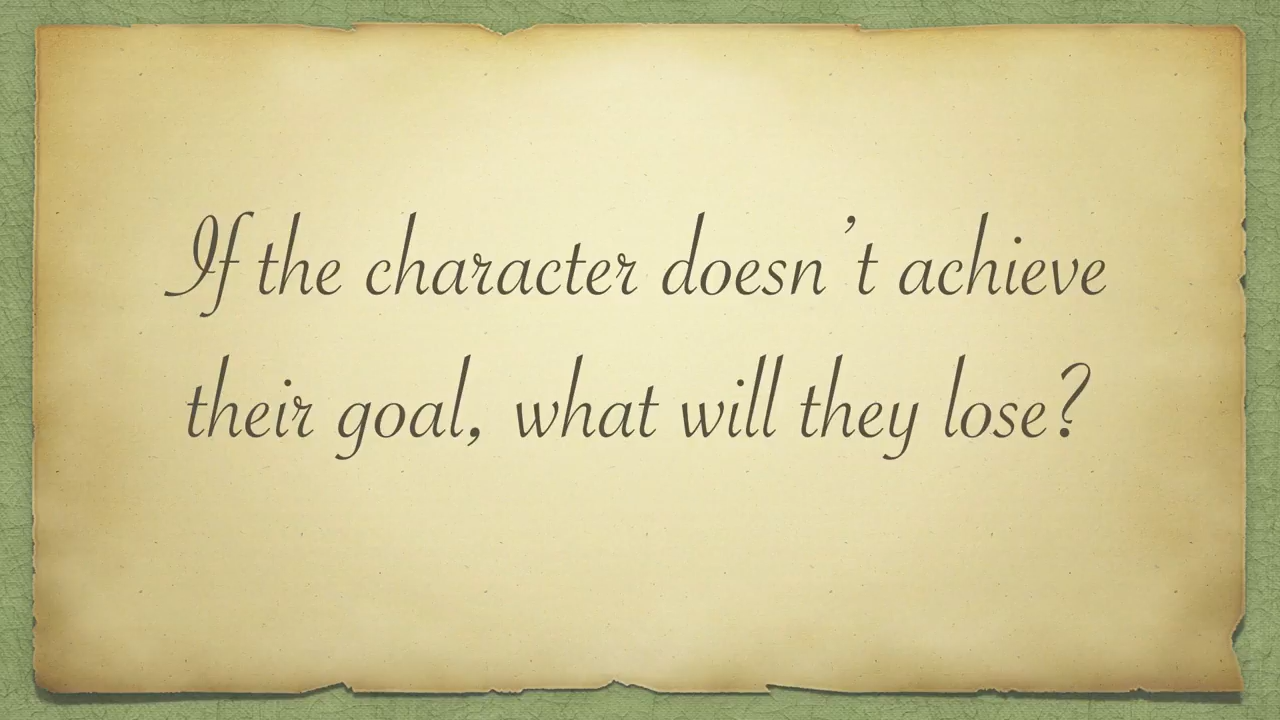 If the character doesn't achieve
their goal, what will they lose?